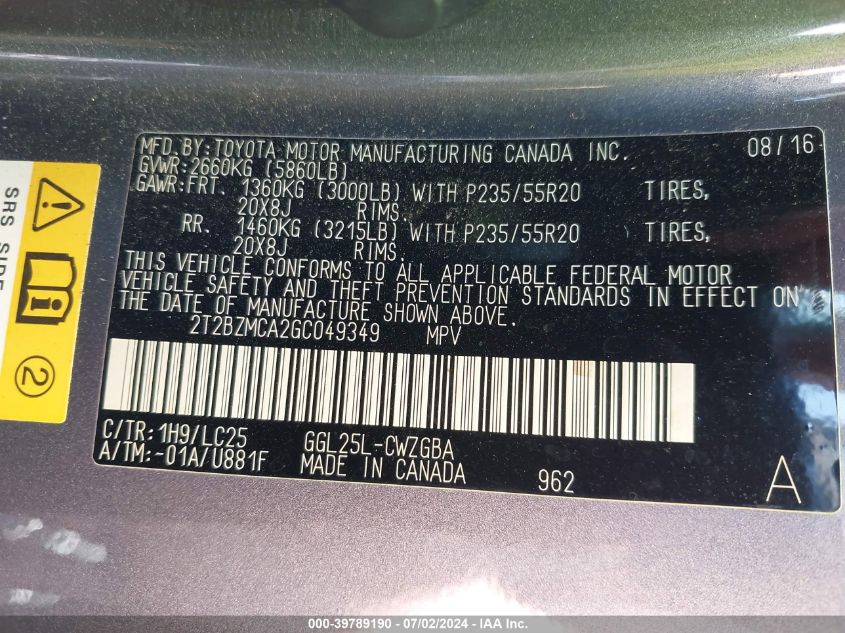 MFD.BY:TOYOTA MOTOR MANUFACTURING CANADA INC. 08/16
GVWR:2660KG (5860LB)
GAWR:FRT. 1360KG (3000LB) WITH P235/55R20 TIRES,
20X8J RIMS.
RR. 1460KG (3215LB) WITH P235/55R20 TIRES,
20X8J RIMS.
THIS VEHICLE CONFORMS TO ALL APPLICABLE FEDERAL MOTOR
VEHICLE SAFETY AND THEFT PREVENTION STANDARDS IN EFFECT ON
THE DATE OF MANUFACTURE SHOWN ABOVE.
2T2BZMCA2GC049349 MPV
C/TR:1H9/LC25 GGL25L-CWZGBA
A/TM:-01A/U881F MADE IN CANADA 962 A
SRS SIDE
2
000-39789190 - 07/02/2024 - IAA Inc.